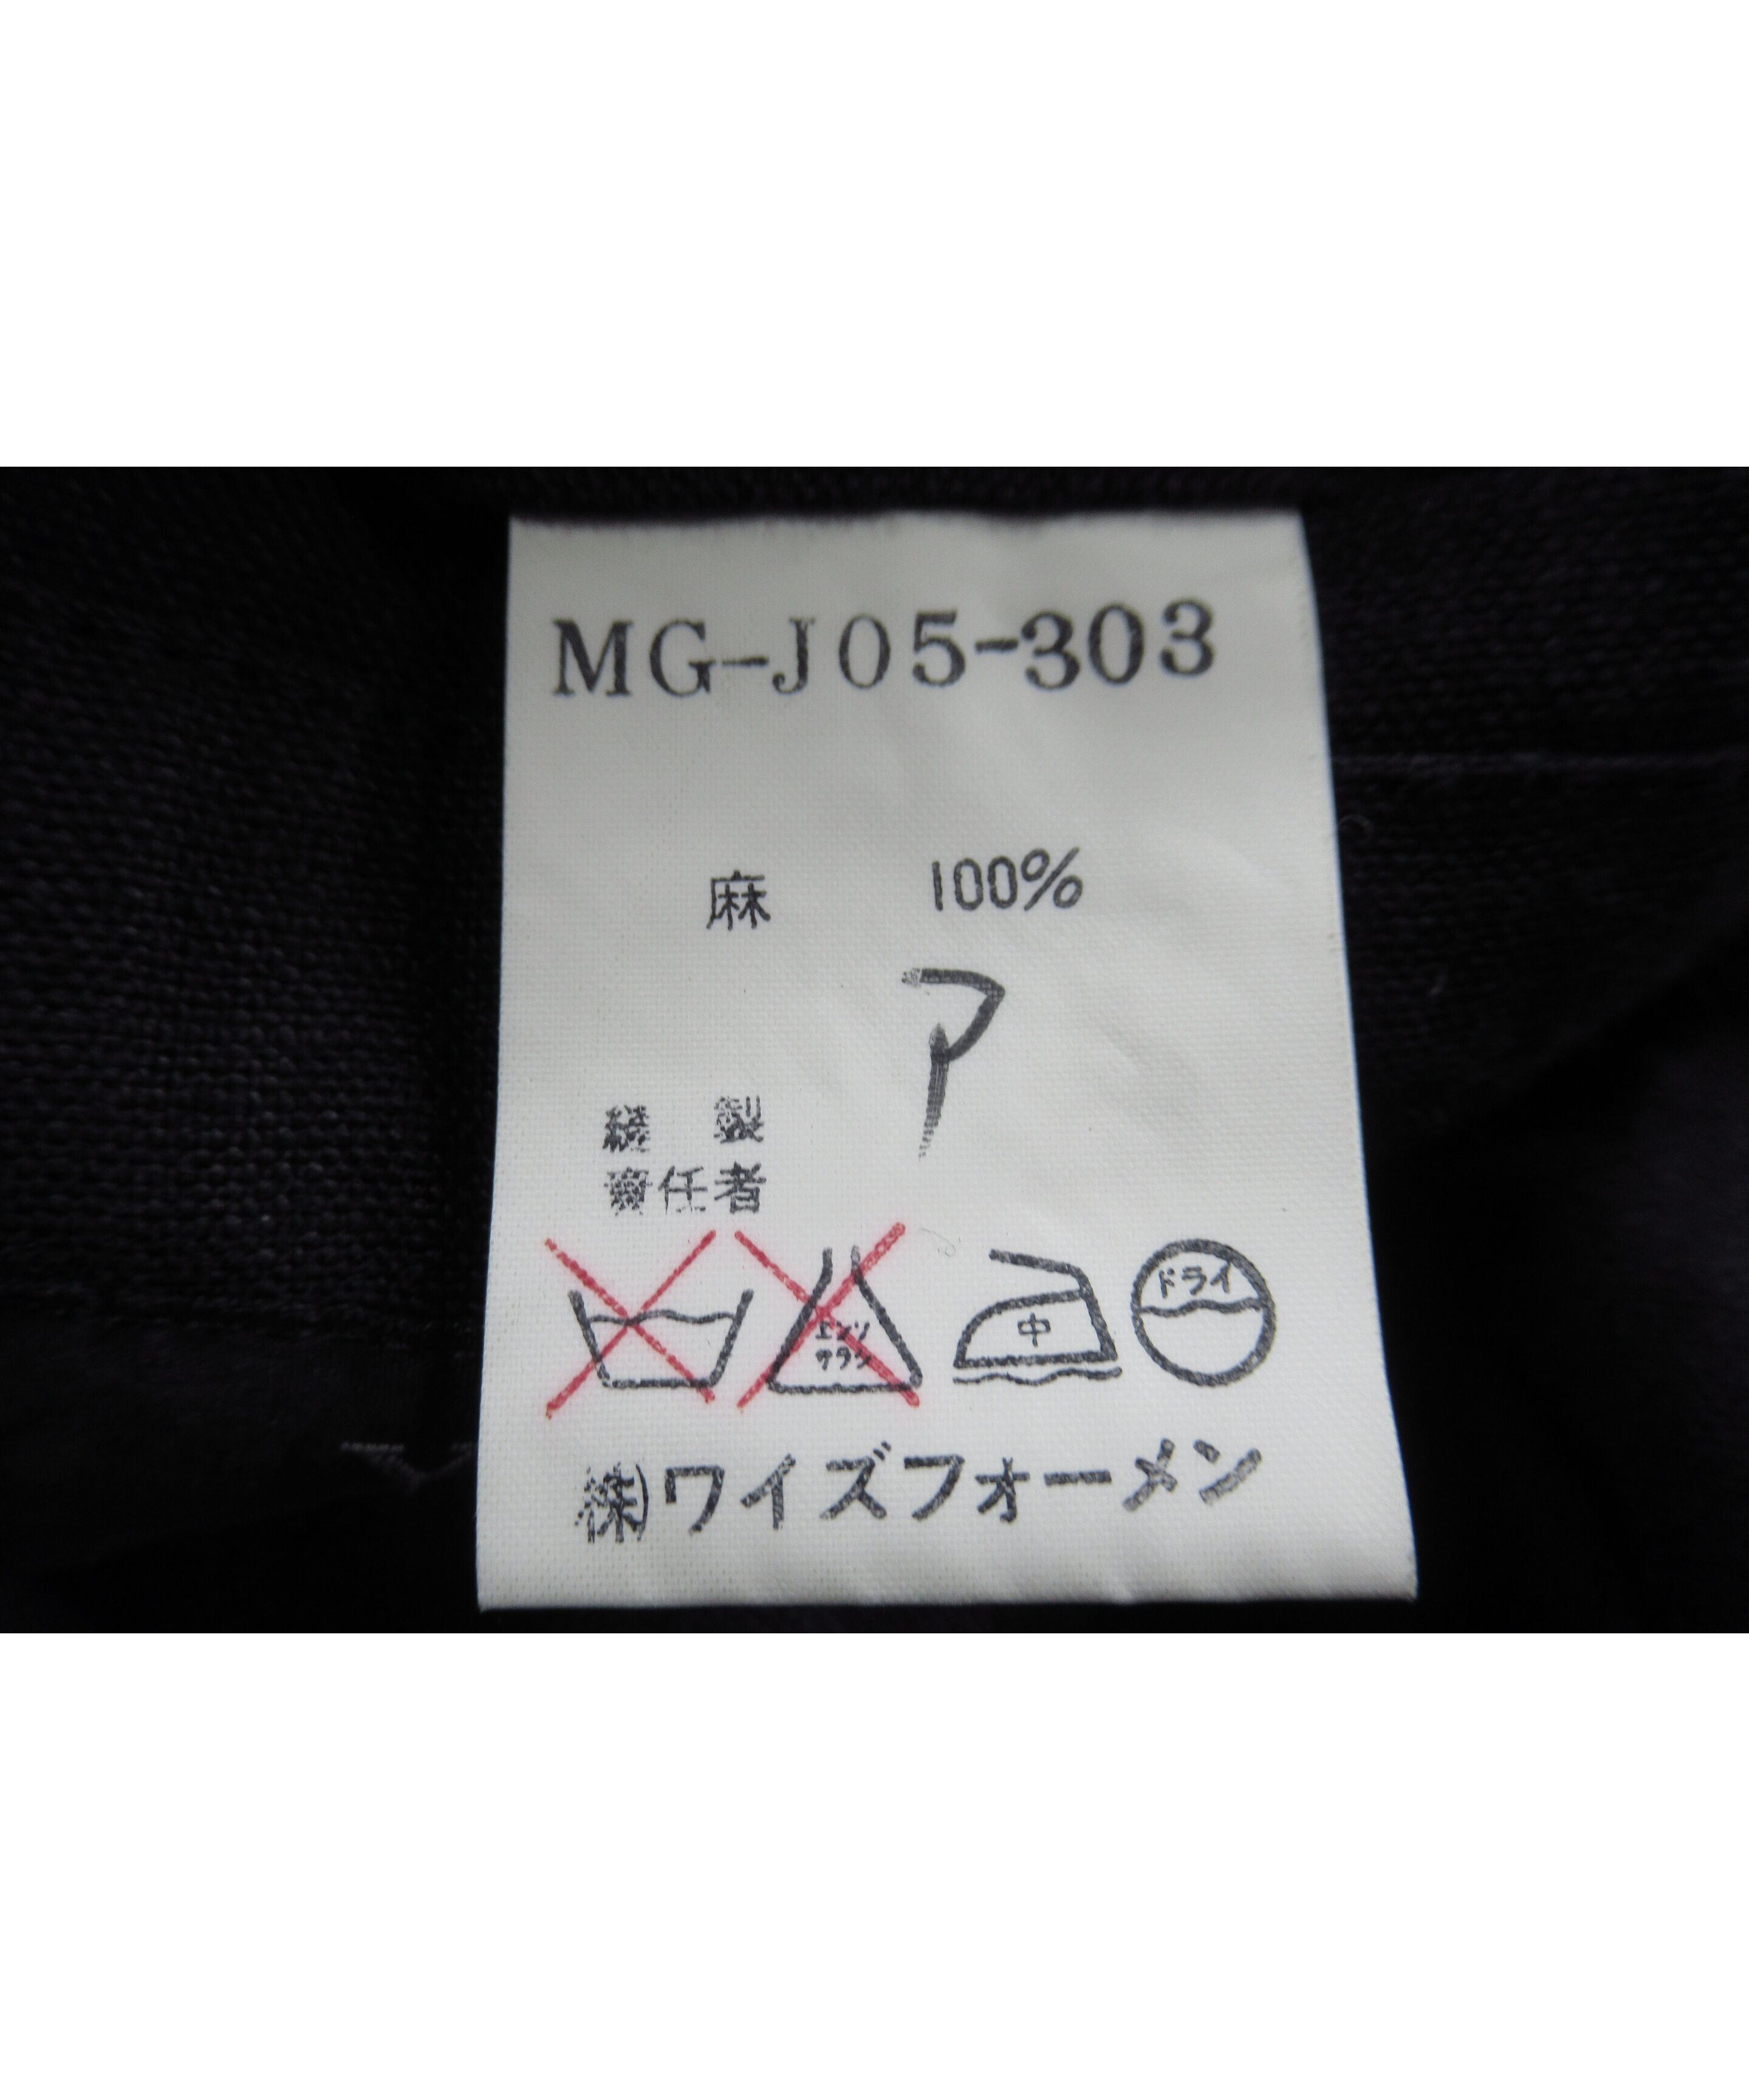 MG-J05-303
麻 100%
ア
縫 製
責任者
エンソ
サラシ
中
ドライ
㈱ワイズフォーメン